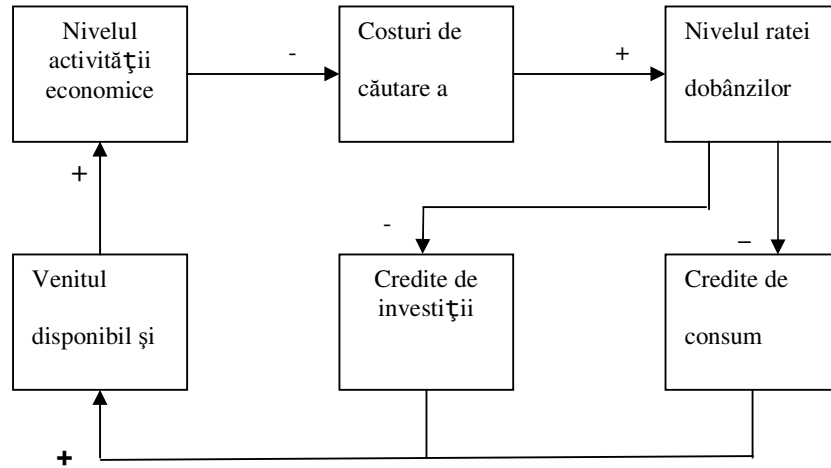 Nivelul
activităţii
economice
-
Costuri de
căutare a
+
Nivelul ratei
dobânzilor
+
-
–
Venitul
disponibil şi
Credite de
investiţii
Credite de
consum
+